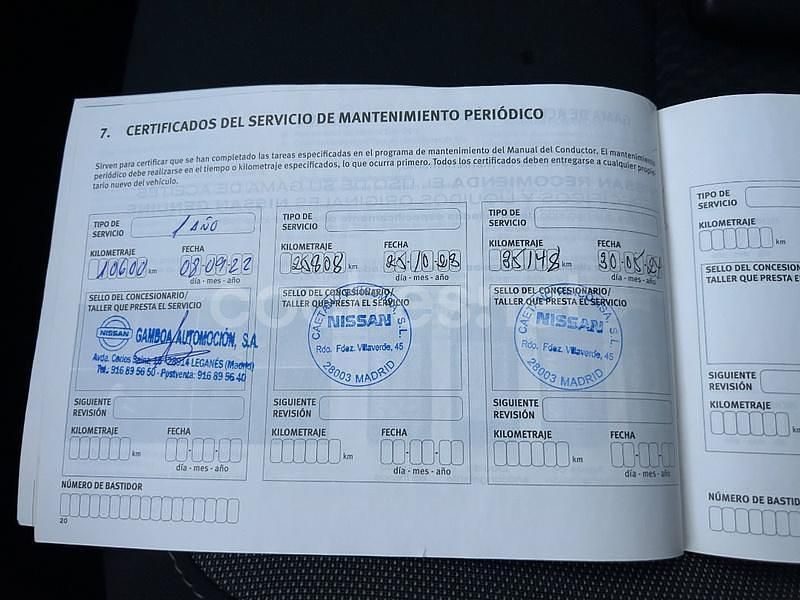 7. CERTIFICADOS DEL SERVICIO DE MANTENIMIENTO PERIÓDICO
Sirven para certificar que se han completado las tareas especificadas en el programa de mantenimiento del Manual del Conductor. El mantenimiento
periódico debe realizarse en el tiempo o kilometraje especificados, lo que ocurra primero. Todos los certificados deben entregarse a cualquier propie-
tario nuevo del vehículo.
TIPO DE
SERVICIO
1 AÑO
KILOMETRAJE
FECHA
10600 km
08-09-22
día - mes - año
SELLO DEL CONCESIONARIO/
TALLER QUE PRESTA EL SERVICIO
NISSAN
GAMBOA AUTOMOCIÓN, S.A.
Avda. Carlos Sainz, 28914 LEGANÉS (Madrid)
Tel.: 916 89 56 50 - Postventa: 916 89 56 40
SIGUIENTE
REVISIÓN
KILOMETRAJE
FECHA
km
día - mes - año
NÚMERO DE BASTIDOR
20
TIPO DE
SERVICIO
KILOMETRAJE
FECHA
25808 km
25-10-23
día - mes - año
SELLO DEL CONCESIONARIO/
TALLER QUE PRESTA EL SERVICIO
S.L.
NISSAN
Rdo. Fdez. Villaverde, 45
28003 MADRID
SIGUIENTE
REVISIÓN
KILOMETRAJE
FECHA
km
día - mes - año
TIPO DE
SERVICIO
KILOMETRAJE
FECHA
35148 km
30-05-
día - mes - año
SELLO DEL CONCESIONARIO/
TALLER QUE PRESTA EL SERVICIO
S.L.
NISSAN
Rdo. Fdez. Villaverde, 45
28003 MADRID
SIGUIENTE
REVISIÓN
KILOMETRAJE
FECHA
km
día - mes - año
TIPO DE
SERVICIO
KILOMETRAJE
km
SELLO DEL CONCESION
TALLER QUE PRESTA E
SIGUIENTE
REVISIÓN
KILOMETRAJE
km
NÚMERO DE BASTID